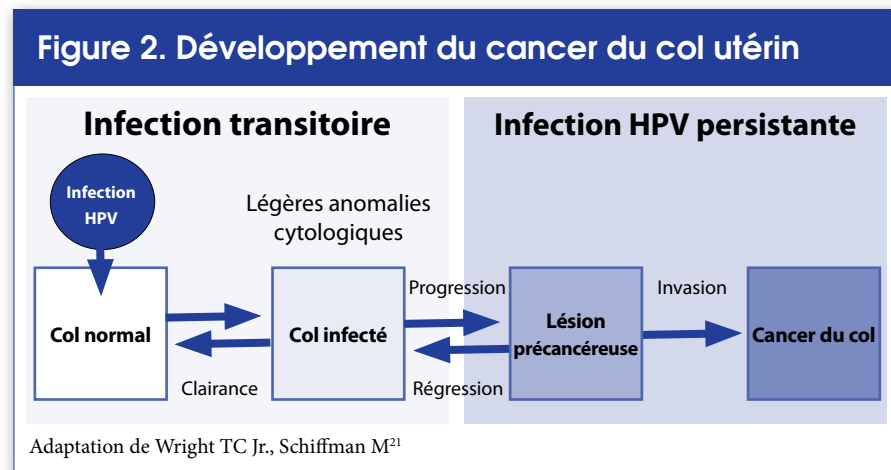 Figure 2. Développement du cancer du col utérin
Infection transitoire
Infection HPV persistante
Infection
HPV
Légères anomalies
cytologiques
Progression
Invasion
Col normal
Col infecté
Lésion
précancéreuse
Cancer du col
Clairance
Régression
Adaptation de Wright TC Jr., Schiffman M²¹